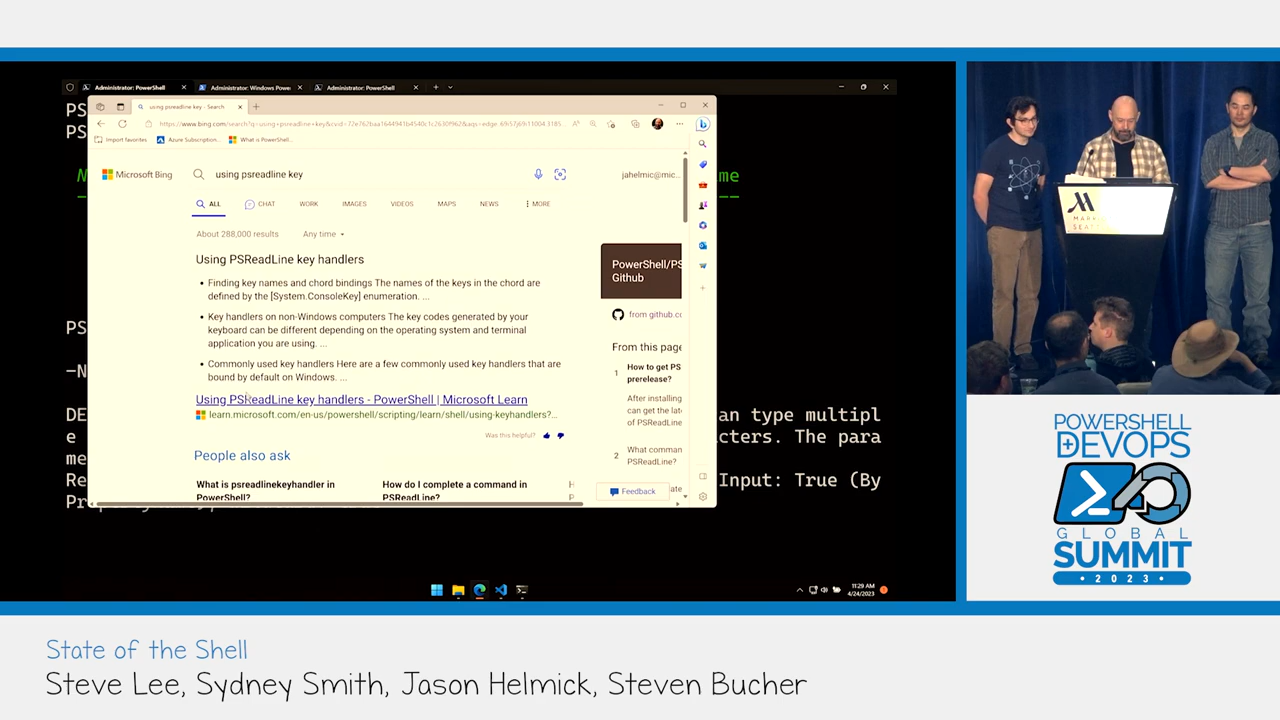 Administrator: PowerShell
Administrator: Windows Powe
Administrator: PowerShell
PS
PS
me
using psreadline key - Search
Import favorites
Azure Subscription...
What is PowerShell...
Microsoft Bing
using psreadline key
jahelmic@mic...
ALL
CHAT
WORK
IMAGES
VIDEOS
MAPS
NEWS
MORE
About 288,000 results
Any time
Using PSReadLine key handlers
Finding key names and chord bindings The names of the keys in the chord are
defined by the [System.ConsoleKey] enumeration. ...
Key handlers on non-Windows computers The key codes generated by your
keyboard can be different depending on the operating system and terminal
application you are using. ...
Commonly used key handlers Here are a few commonly used key handlers that are
bound by default on Windows. ...
Using PSReadLine key handlers - PowerShell | Microsoft Learn
learn.microsoft.com/en-us/powershell/scripting/learn/shell/using-keyhandlers?...
Was this helpful?
People also ask
What is psreadlinekeyhandler in
PowerShell?
How do I complete a command in
PSReadLine?
PowerShell/PS
Github
from github.co
From this page
1 How to get PS
prerelease?
After installing
can get the late
of PSReadLine
2 What comman
PSReadLine?
Feedback
PS
-N
DE
an type multipl
e
cters. The para
me
Re
Input: True (By
11:29 AM
4/24/2023
MAR
SEA
POWERSHELL
+DEVOPS
GLOBAL
SUMMIT
• 2023 •
State of the Shell
Steve Lee, Sydney Smith, Jason Helmick, Steven Bucher